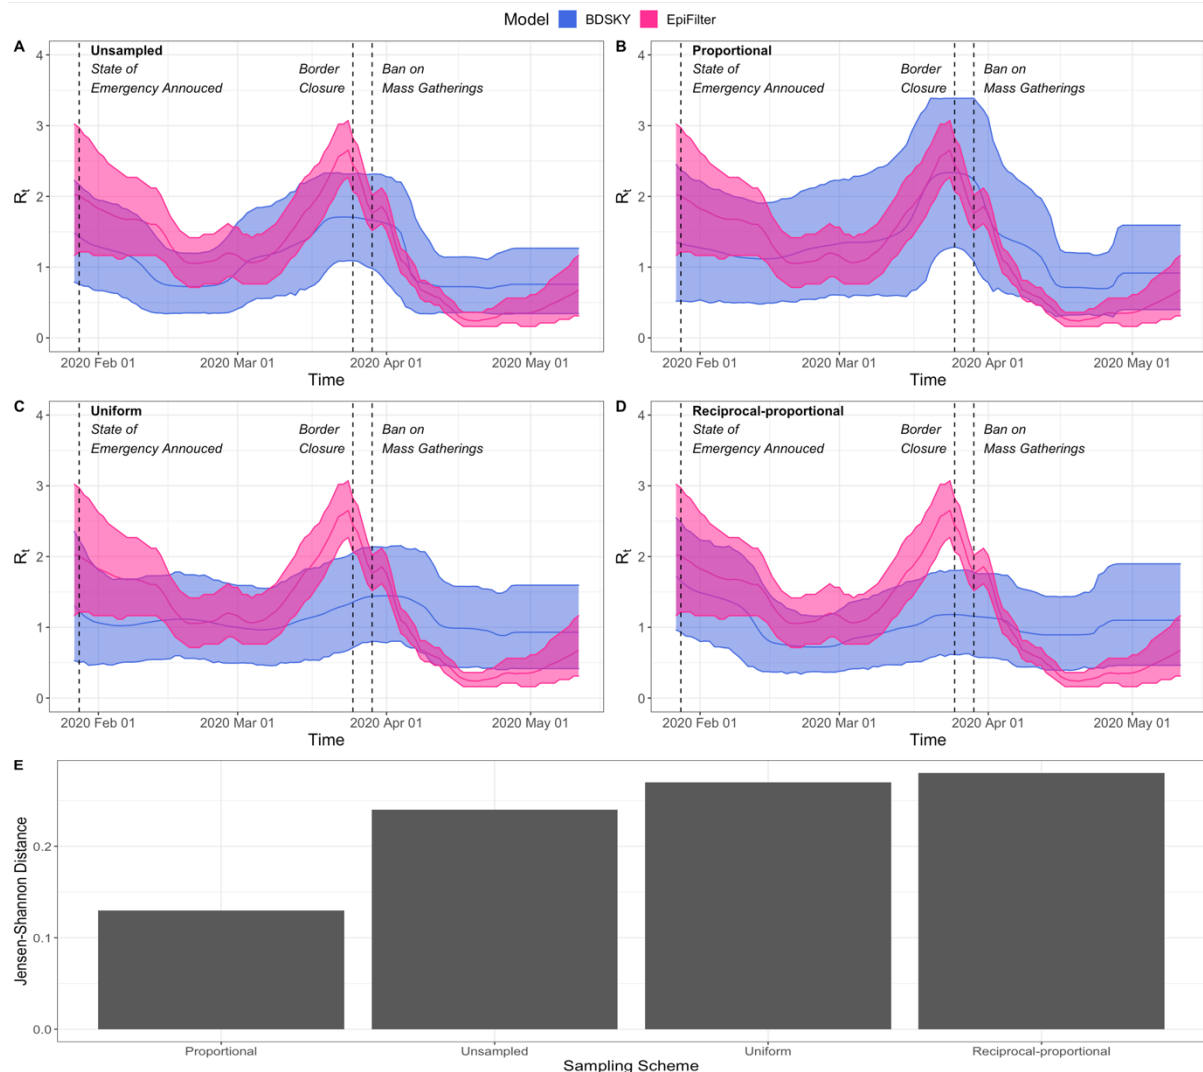 Model BDSKY EpiFilter
A
Unsampled
State of
Emergency Annouced
Border
Closure
Ban on
Mass Gatherings
4
3
2
1
0
Rt
2020 Feb 01 2020 Mar 01 2020 Apr 01 2020 May 01
Time
B
Proportional
State of
Emergency Annouced
Border
Closure
Ban on
Mass Gatherings
4
3
2
1
0
Rt
2020 Feb 01 2020 Mar 01 2020 Apr 01 2020 May 01
Time
C
Uniform
State of
Emergency Annouced
Border
Closure
Ban on
Mass Gatherings
4
3
2
1
0
Rt
2020 Feb 01 2020 Mar 01 2020 Apr 01 2020 May 01
Time
D
Reciprocal-proportional
State of
Emergency Annouced
Border
Closure
Ban on
Mass Gatherings
4
3
2
1
0
Rt
2020 Feb 01 2020 Mar 01 2020 Apr 01 2020 May 01
Time
E
Jensen-Shannon Distance
0.2
0.1
0.0
Proportional Unsampled Uniform Reciprocal-proportional
Sampling Scheme